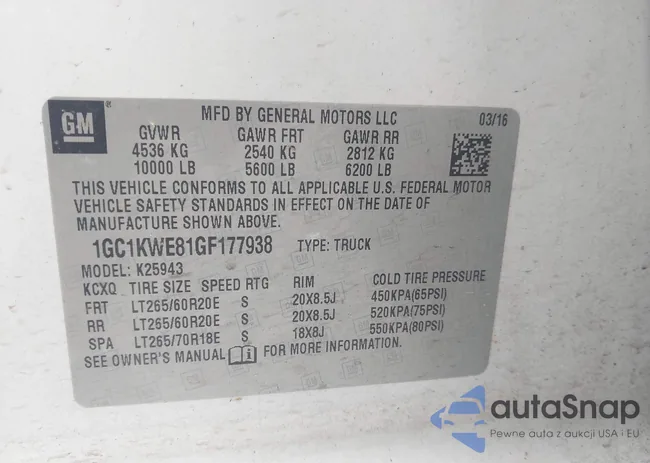 GM ®
MFD BY GENERAL MOTORS LLC 03/16
GVWR GAWR FRT GAWR RR
4536 KG 2540 KG 2812 KG
10000 LB 5600 LB 6200 LB
THIS VEHICLE CONFORMS TO ALL APPLICABLE U.S. FEDERAL MOTOR
VEHICLE SAFETY STANDARDS IN EFFECT ON THE DATE OF
MANUFACTURE SHOWN ABOVE.
1GC1KWE81GF177938 TYPE: TRUCK
MODEL: K25943
KCXQ TIRE SIZE SPEED RTG RIM COLD TIRE PRESSURE
FRT LT265/60R20E S 20X8.5J 450KPA(65PSI)
RR LT265/60R20E S 20X8.5J 520KPA(75PSI)
SPA LT265/70R18E S 18X8J 550KPA(80PSI)
SEE OWNER'S MANUAL i FOR MORE INFORMATION.
autaSnap
Pewne auta z aukcji USA i EU